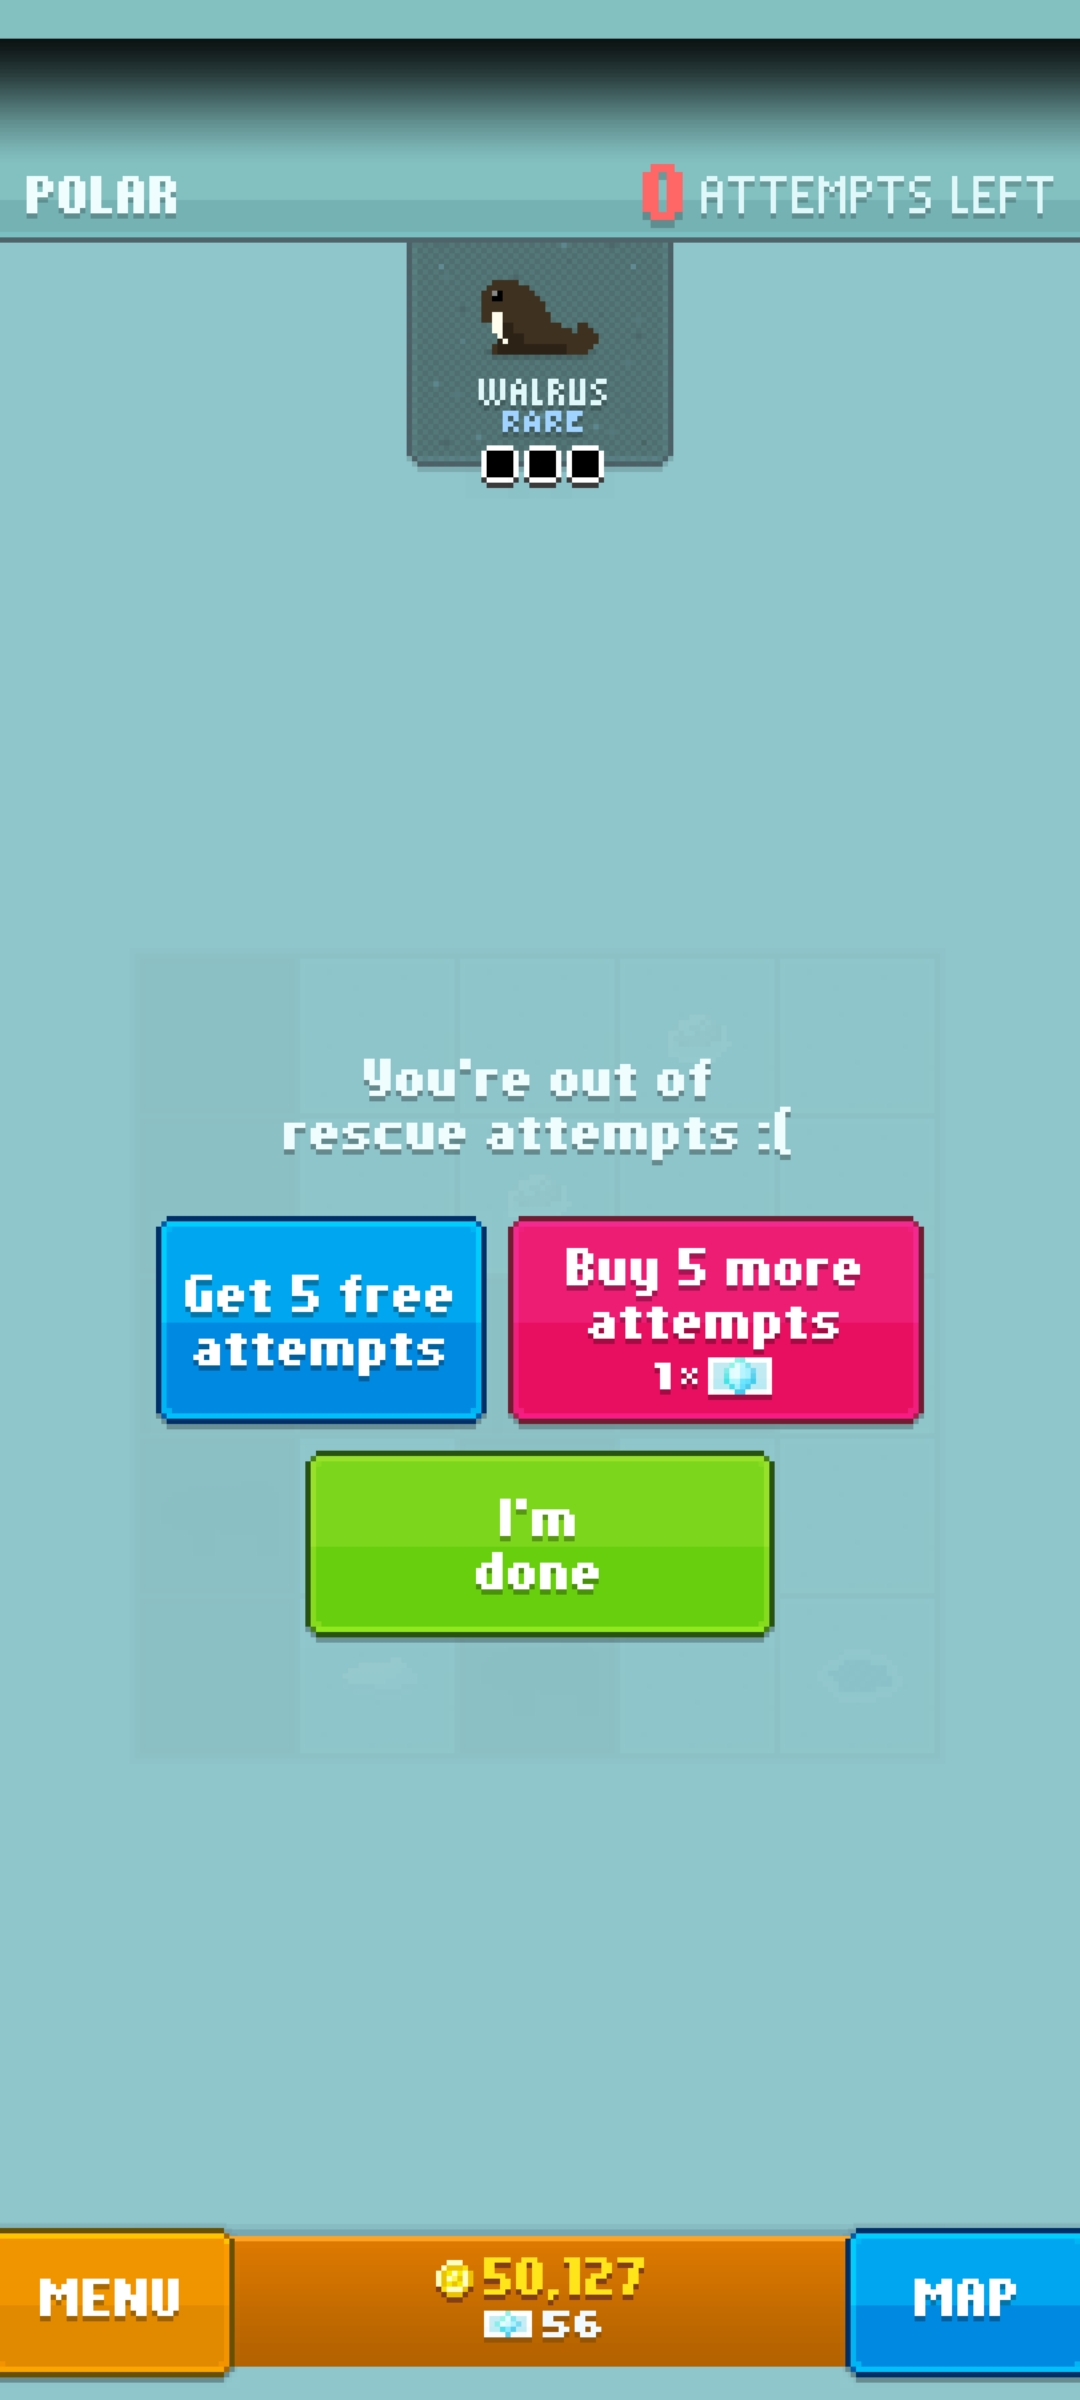 POLAR
0 ATTEMPTS LEFT
WALRUS
RARE
You're out of
rescue attempts :(
Get 5 free
attempts
Buy 5 more
attempts
1×
I'm
done
MENU
50,127
56
MAP